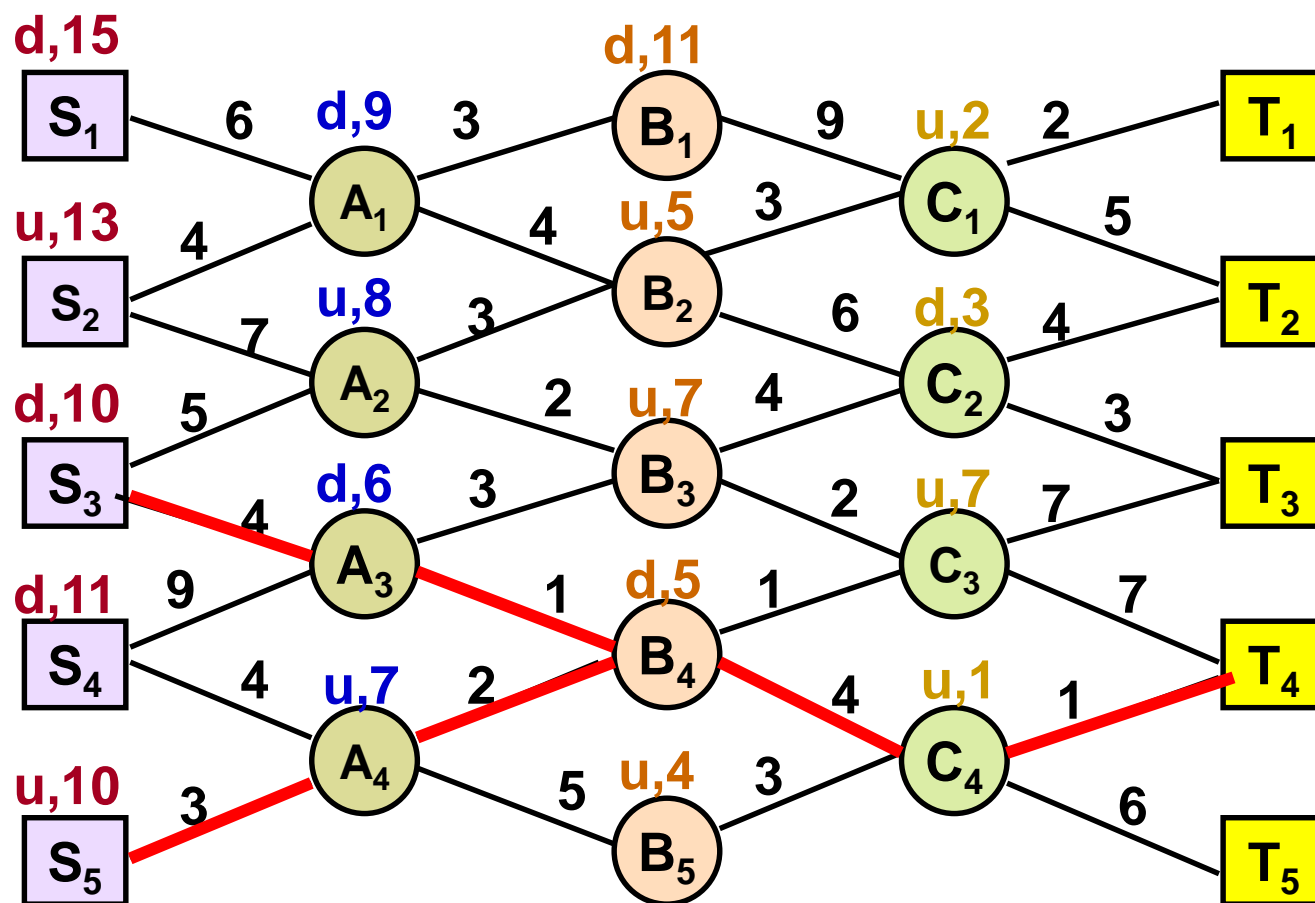 d,15
d,11
S₁
6
d,9
3
B₁
9
u,2
2
T₁
A₁
C₁
u,13
4
4
u,5
3
5
S₂
7
u,8
3
B₂
6
d,3
4
T₂
A₂
C₂
d,10
5
2
u,7
4
3
S₃
4
d,6
3
B₃
2
u,7
7
T₃
A₃
C₃
d,11
9
1
d,5
1
7
S₄
4
u,7
2
B₄
4
u,1
1
T₄
A₄
C₄
u,10
3
5
u,4
3
6
S₅
B₅
T₅